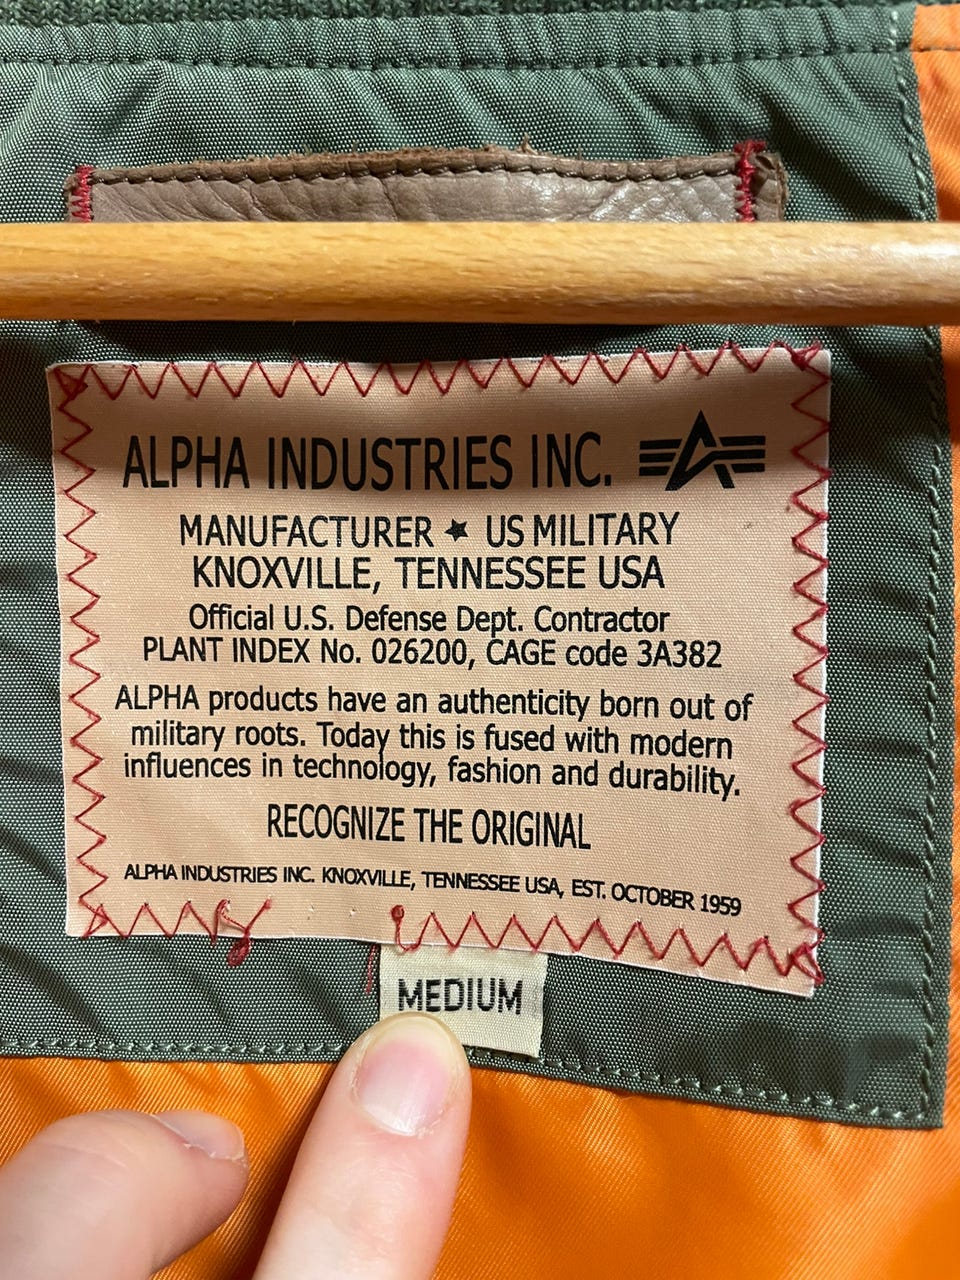 ALPHA INDUSTRIES INC.
MANUFACTURER ★ US MILITARY
KNOXVILLE, TENNESSEE USA
Official U.S. Defense Dept. Contractor
PLANT INDEX No. 026200, CAGE code 3A382
ALPHA products have an authenticity born out of
military roots. Today this is fused with modern
influences in technology, fashion and durability.
RECOGNIZE THE ORIGINAL
ALPHA INDUSTRIES INC. KNOXVILLE, TENNESSEE USA, EST. OCTOBER 1959
MEDIUM